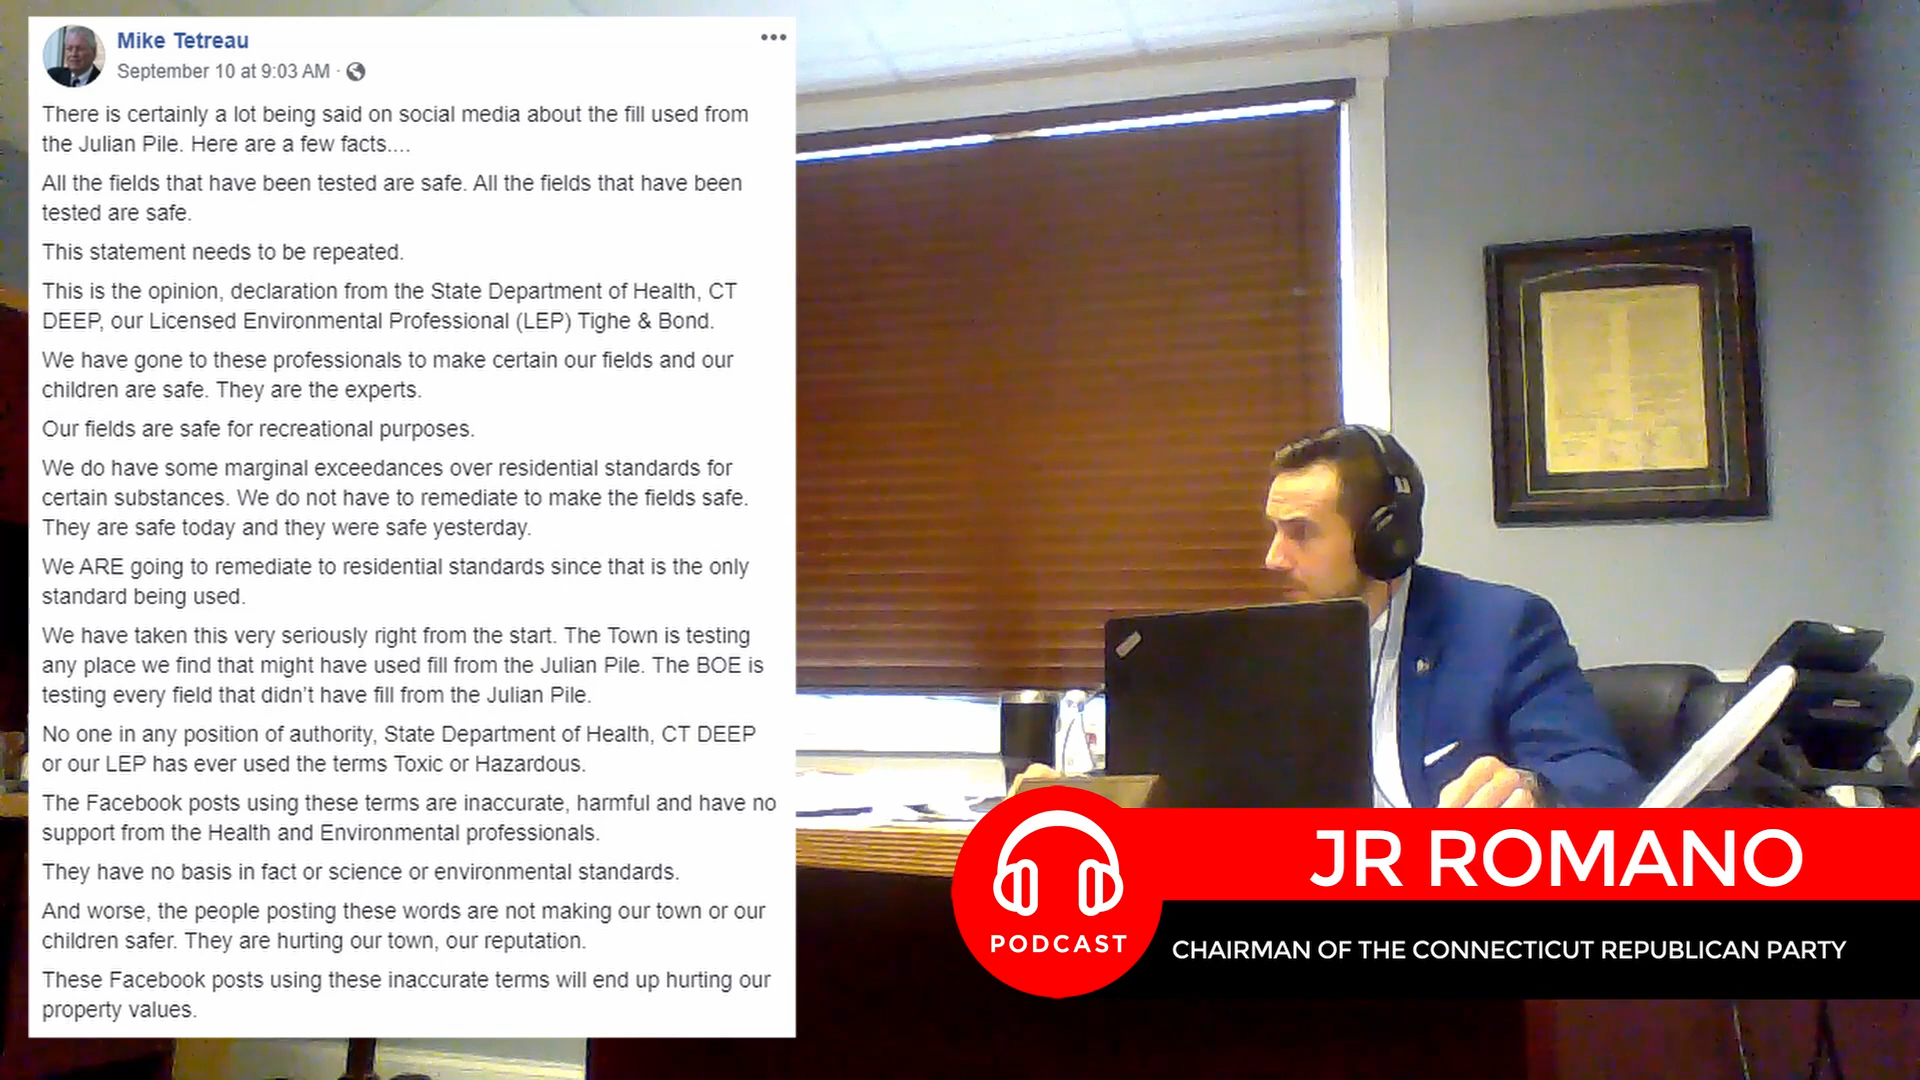 Mike Tetreau
September 10 at 9:03 AM ·
There is certainly a lot being said on social media about the fill used from
the Julian Pile. Here are a few facts....
All the fields that have been tested are safe. All the fields that have been
tested are safe.
This statement needs to be repeated.
This is the opinion, declaration from the State Department of Health, CT
DEEP, our Licensed Environmental Professional (LEP) Tighe & Bond.
We have gone to these professionals to make certain our fields and our
children are safe. They are the experts.
Our fields are safe for recreational purposes.
We do have some marginal exceedances over residential standards for
certain substances. We do not have to remediate to make the fields safe.
They are safe today and they were safe yesterday.
We ARE going to remediate to residential standards since that is the only
standard being used.
We have taken this very seriously right from the start. The Town is testing
any place we find that might have used fill from the Julian Pile. The BOE is
testing every field that didn't have fill from the Julian Pile.
No one in any position of authority, State Department of Health, CT DEEP
or our LEP has ever used the terms Toxic or Hazardous.
The Facebook posts using these terms are inaccurate, harmful and have no
support from the Health and Environmental professionals.
They have no basis in fact or science or environmental standards.
And worse, the people posting these words are not making our town or our
children safer. They are hurting our town, our reputation.
These Facebook posts using these inaccurate terms will end up hurting our
property values.
JR ROMANO
PODCAST
CHAIRMAN OF THE CONNECTICUT REPUBLICAN PARTY